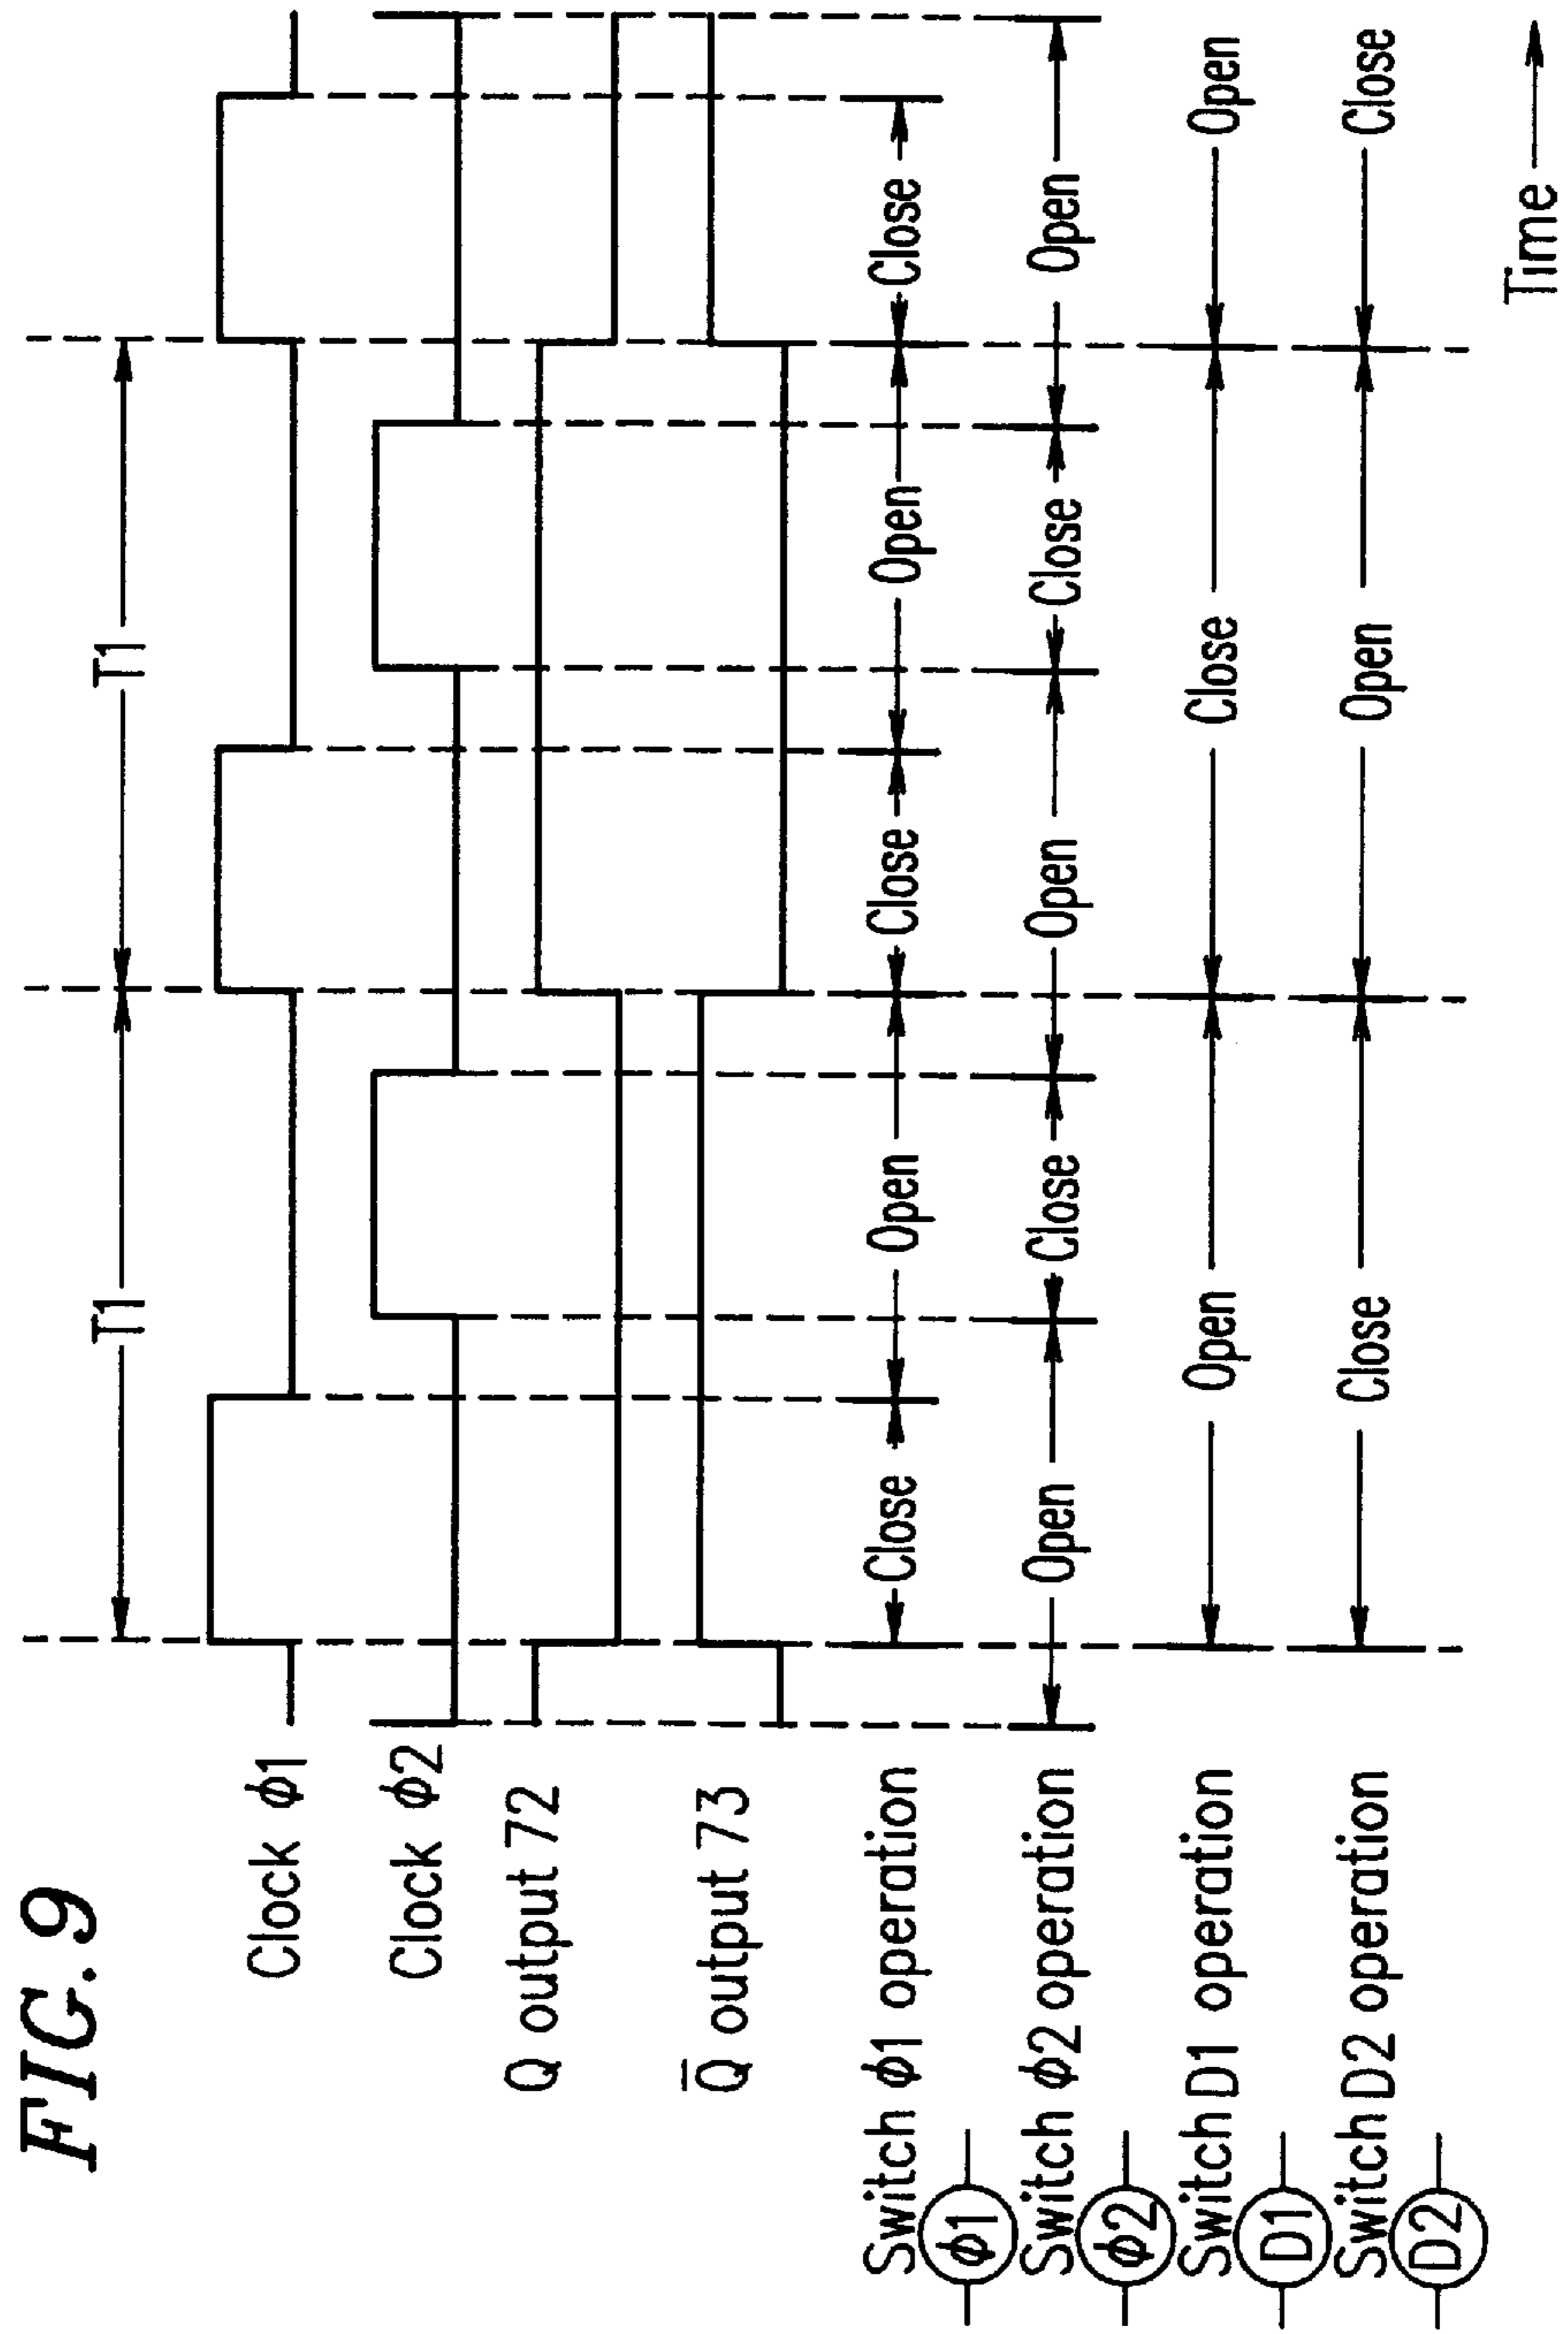 FIG. 9
T1 T1
Clock ϕ1
Clock ϕ2
Q output 72
Q̅ output 73
Switch ϕ1 operation Close Open Close Open Close
ϕ1
Switch ϕ2 operation Open Close Open Close Open
ϕ2
Switch D1 operation Open Close Open
D1
Switch D2 operation Close Open Close
D2
Time